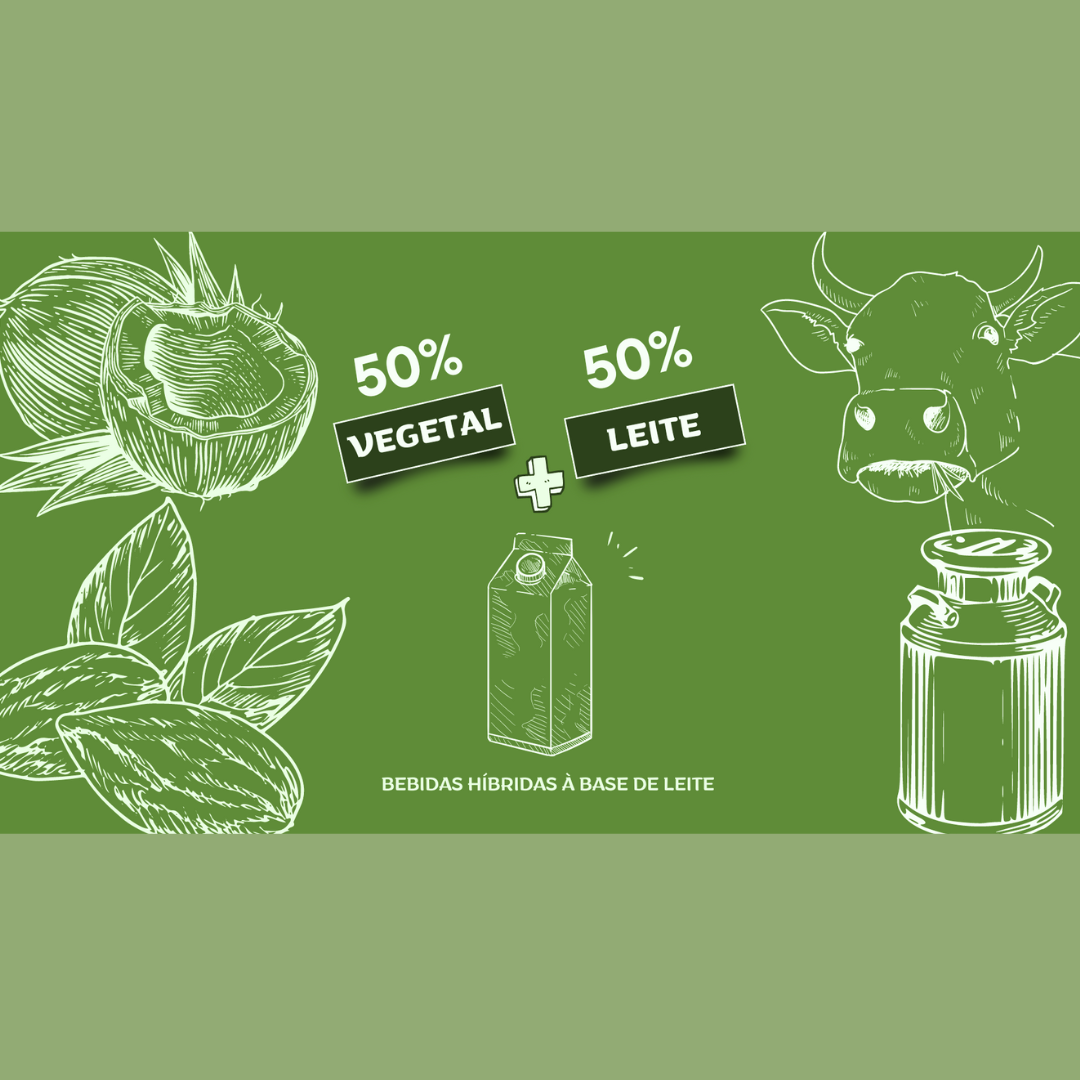 50%
VEGETAL
50%
LEITE
BEBIDAS HÍBRIDAS À BASE DE LEITE